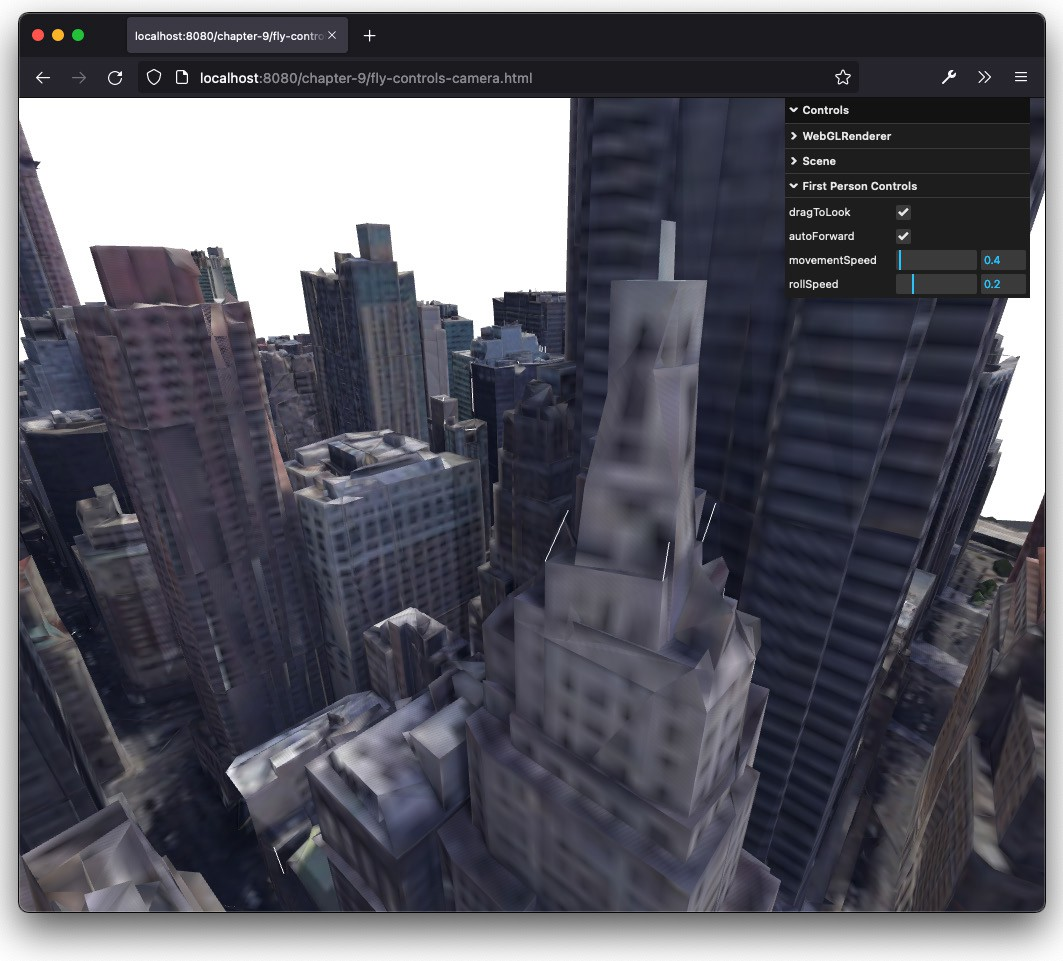 localhost:8080/chapter-9/fly-contro
localhost:8080/chapter-9/fly-controls-camera.html
Controls
WebGLRenderer
Scene
First Person Controls
dragToLook
autoForward
movementSpeed 0.4
rollSpeed 0.2